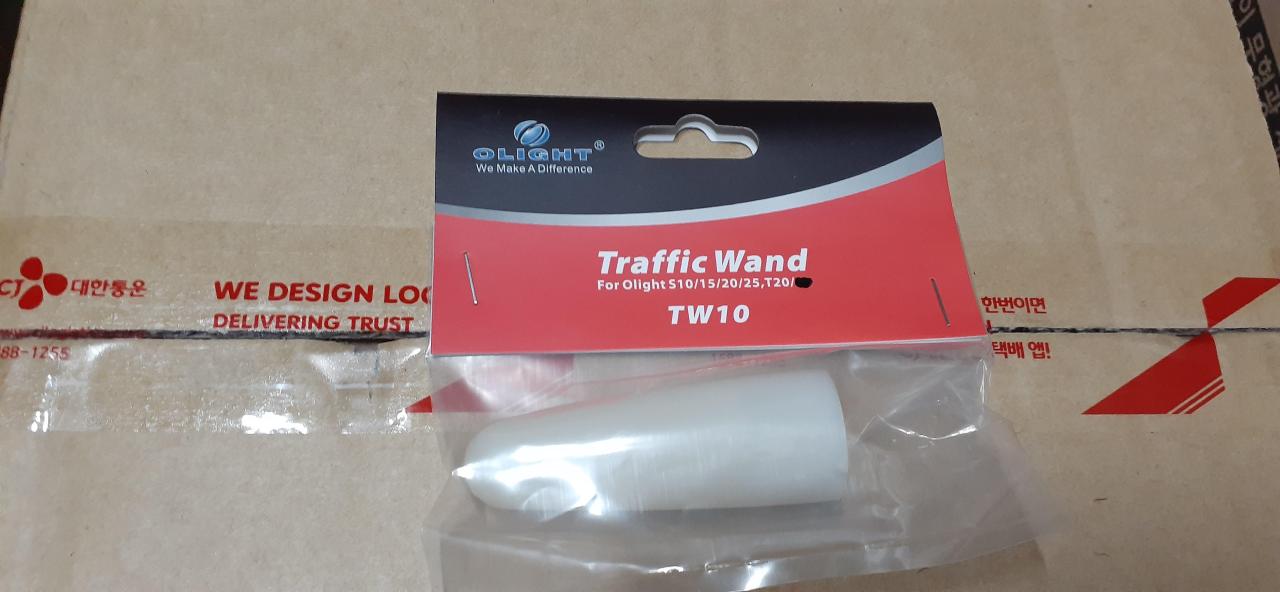 OLIGHT®
We Make A Difference
Traffic Wand
For Olight S10/15/20/25,T20/
TW10
CJ 대한통운
WE DESIGN
DELIVERING TRUST
88-1255
한번이면
택배 앱!